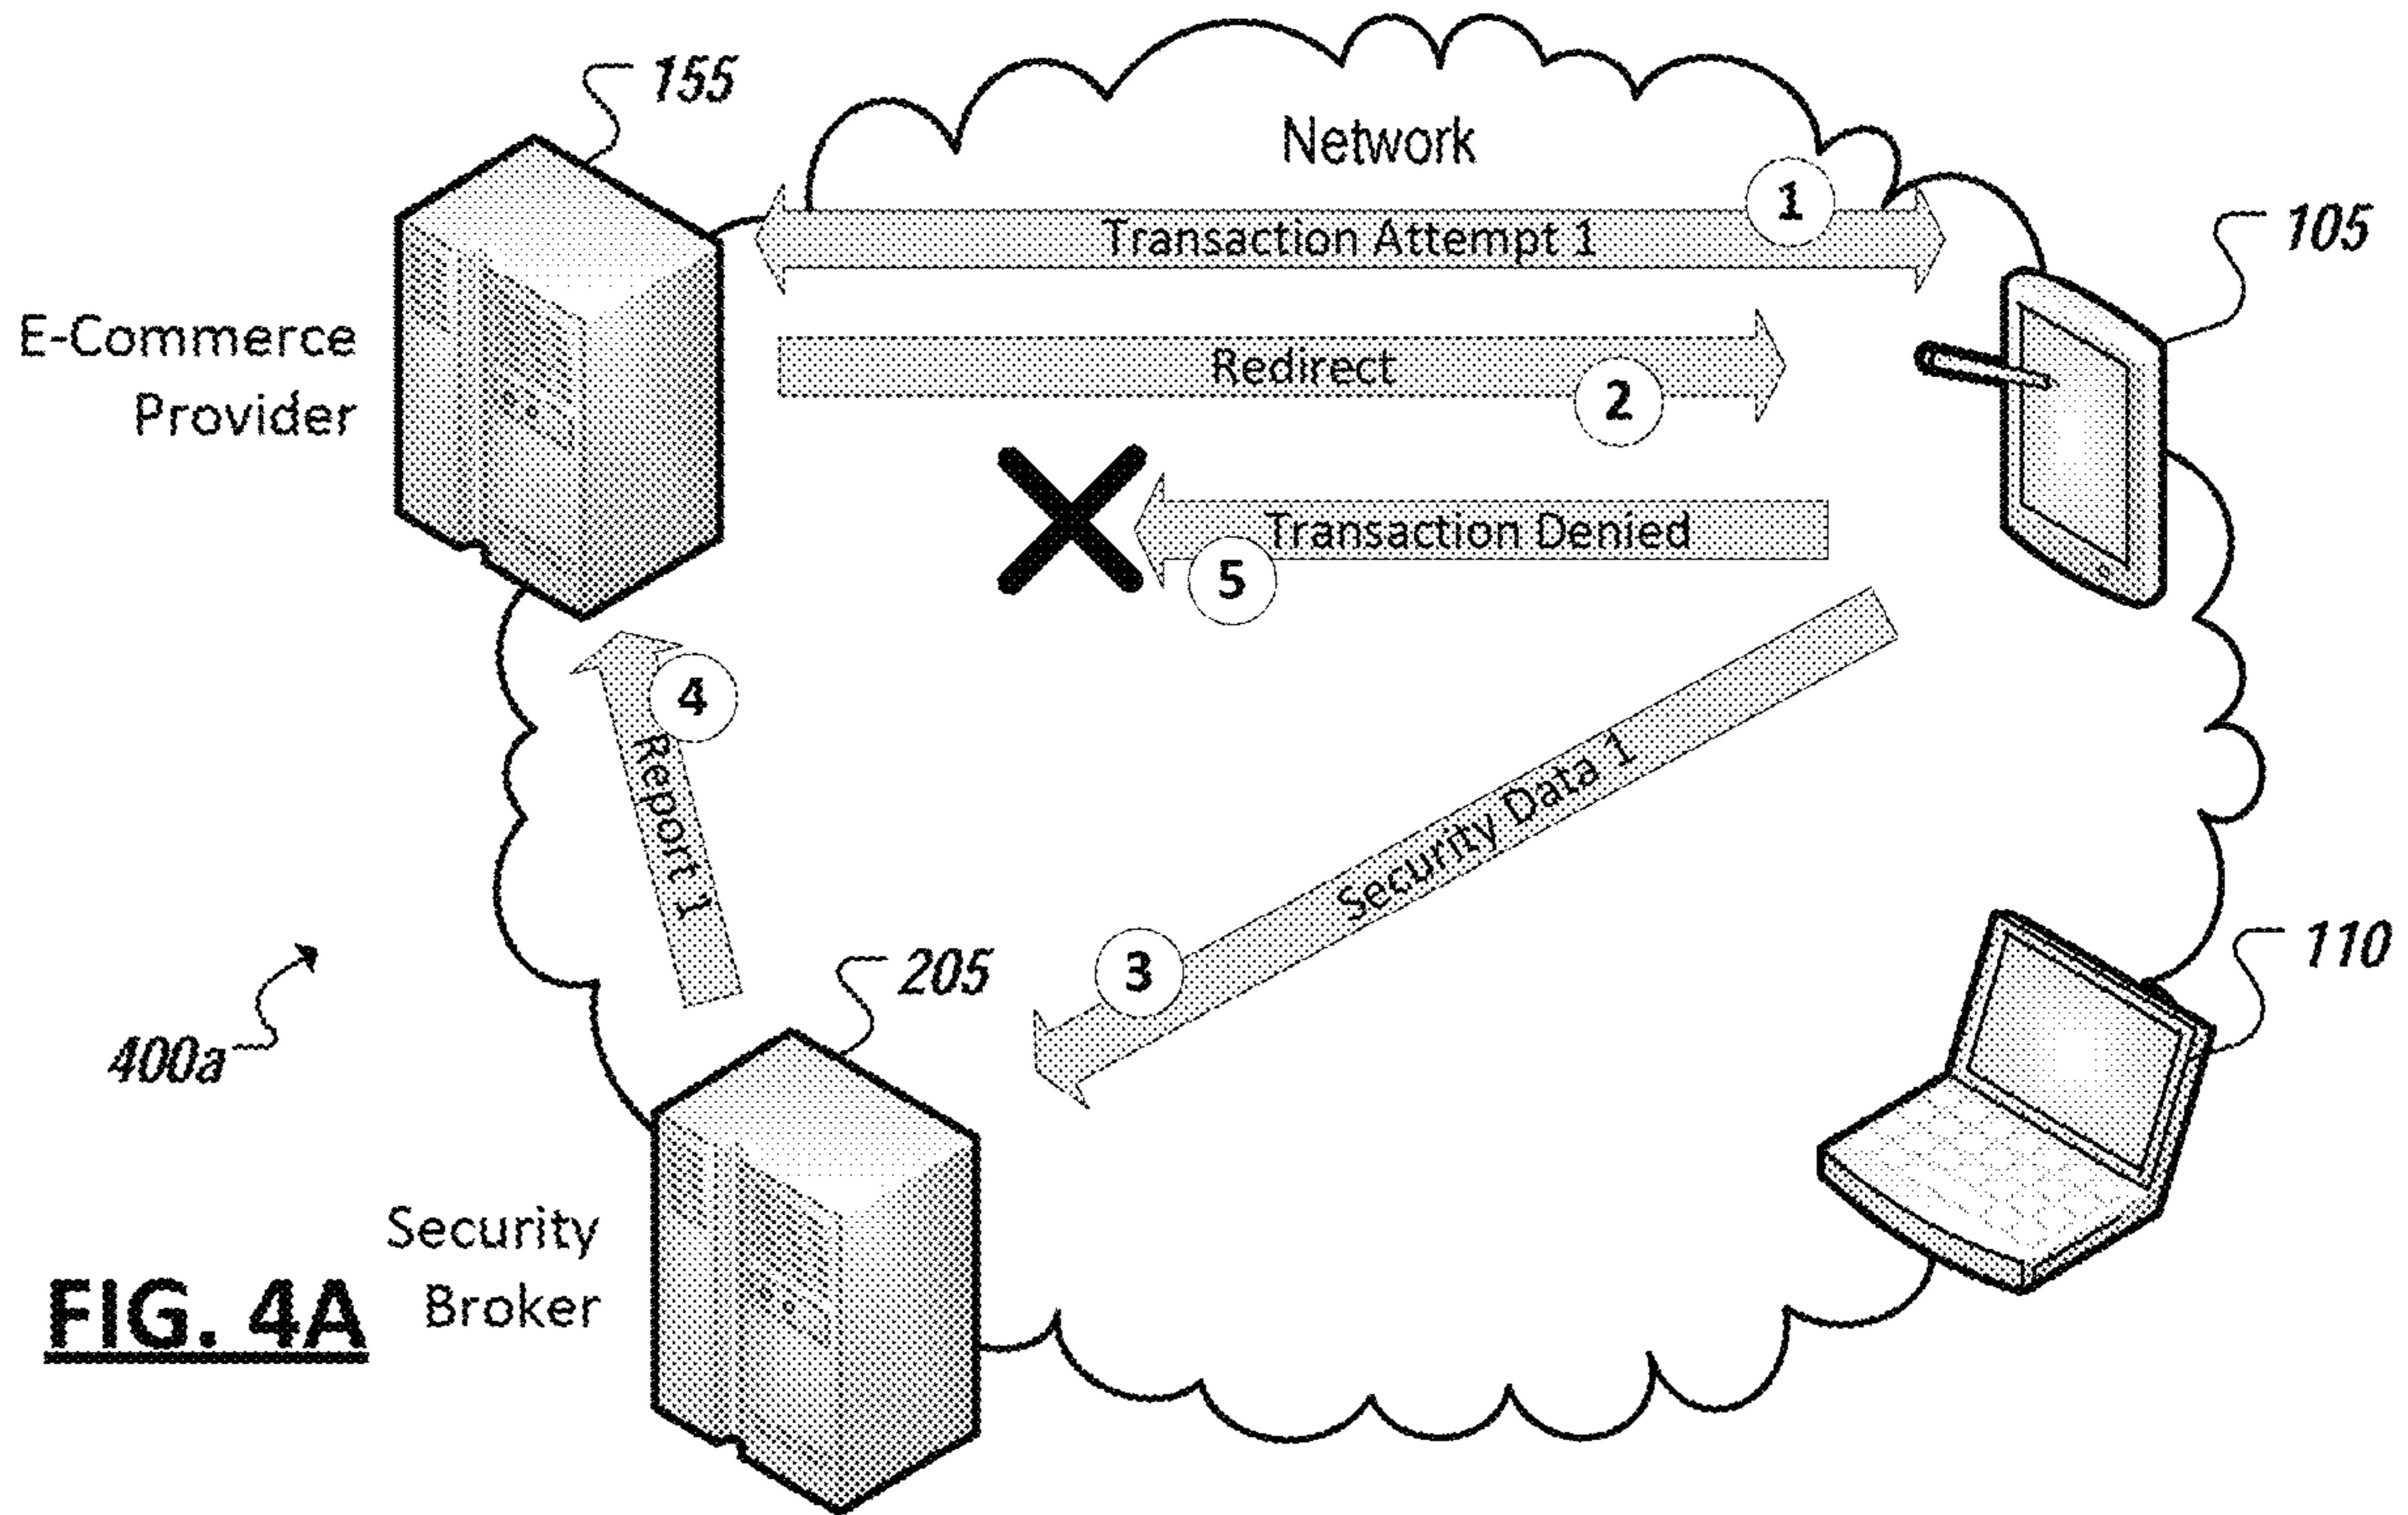 155
Network
1
Transaction Attempt 1
105
E-Commerce
Provider
Redirect
2
Transaction Denied
5
4
Report 1
Security Data 1
3
205
110
400a
Security
Broker
FIG. 4A